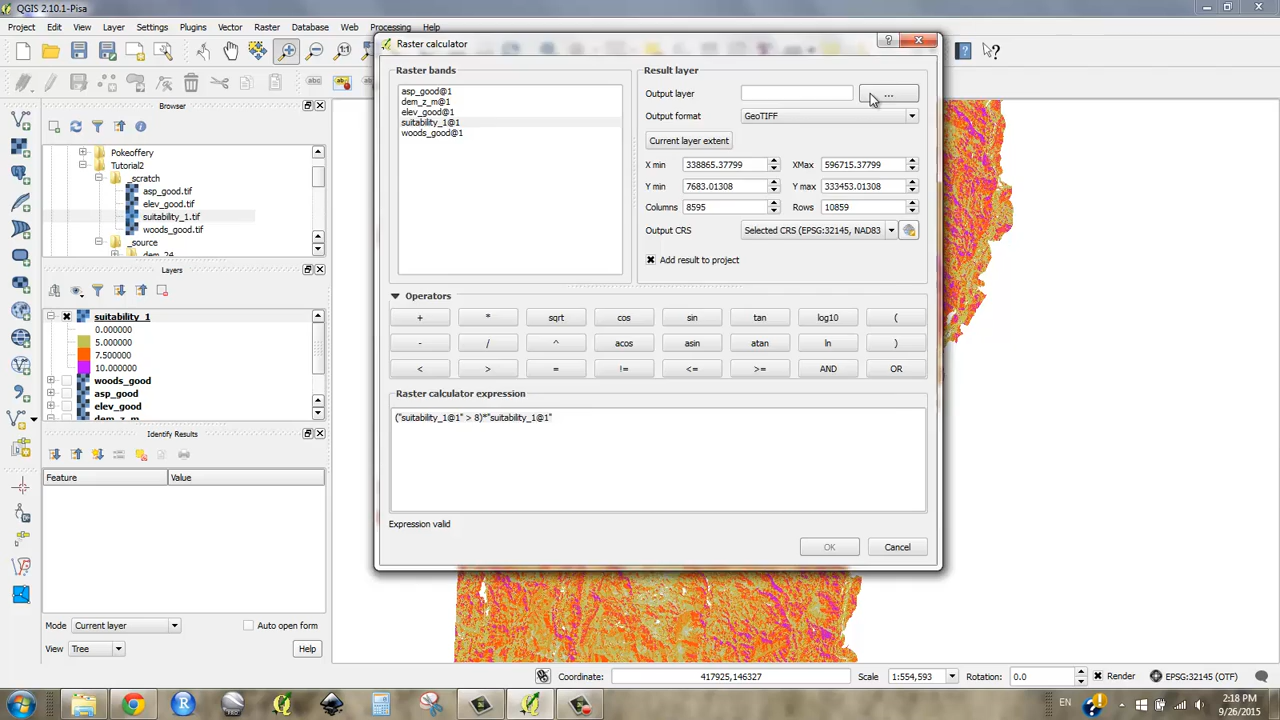 QGIS 2.10.1-Pisa
Project Edit View Layer Settings Plugins Vector Raster Database Web Processing Help
Raster calculator
Raster bands
asp_good@1
dem_z_m@1
elev_good@1
suitability_1@1
woods_good@1
Result layer
Output layer ...
Output format GeoTIFF
Current layer extent
X min 338865.37799 XMax 596715.37799
Y min 7683.01308 Y max 333453.01308
Columns 8595 Rows 10859
Output CRS Selected CRS (EPSG:32145, NAD83
Add result to project
Operators
+ * sqrt cos sin tan log10 (
- / ^ acos asin atan ln )
< > = != <= >= AND OR
Raster calculator expression
("suitability_1@1" > 8)*"suitability_1@1"
Expression valid
OK Cancel
Browser
Pokeoffery
Tutorial2
_scratch
asp_good.tif
elev_good.tif
suitability_1.tif
woods_good.tif
_source
dem_24
Layers
suitability_1
0.000000
5.000000
7.500000
10.000000
woods_good
asp_good
elev_good
dem_z_m
Identify Results
Feature Value
Mode Current layer Auto open form
View Tree Help
Coordinate: 417925,146327 Scale 1:554,593 Rotation: 0.0 Render EPSG:32145 (OTF)
EN 2:18 PM
9/26/2015